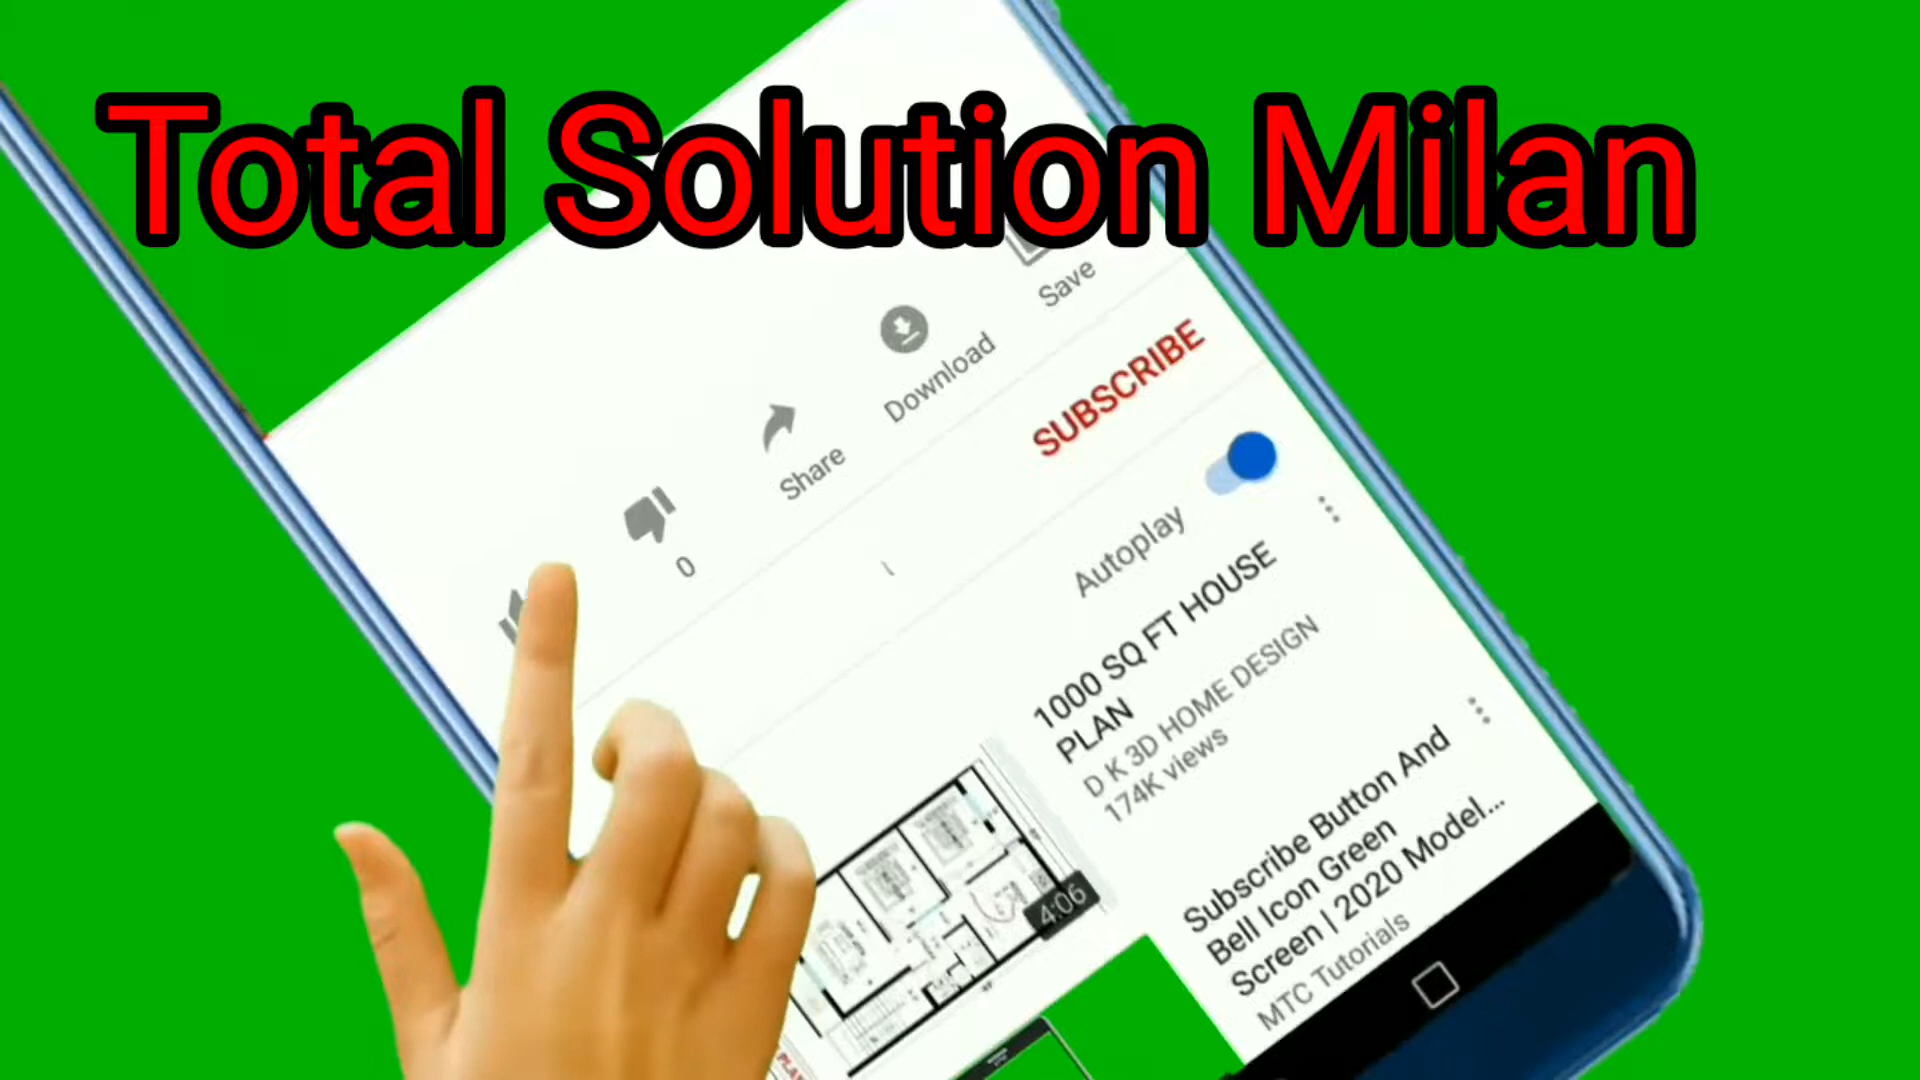 Total Solution Milan
Save
Download
Share
0
SUBSCRIBE
Autoplay
1000 SQ FT HOUSE
PLAN
D K 3D HOME DESIGN
174K views
4:06
Subscribe Button And
Bell Icon Green
Screen | 2020 Model...
MTC Tutorials